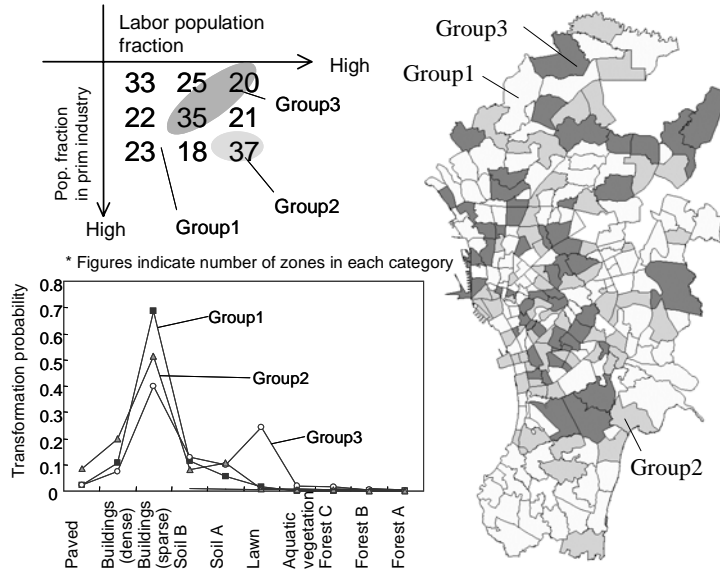 Labor population
fraction
High
33 25 20
22 35 21
23 18 37
Group3
Group2
Group1
Pop. fraction
in prim industry
High
* Figures indicate number of zones in each category
Group3
Group1
Group2
Transformation probability
0.8
0.7
0.6
0.5
0.4
0.3
0.2
0.1
0
Group1
Group2
Group3
Paved
Buildings
(dense)
Buildings
(sparse)
Soil B
Soil A
Lawn
Aquatic
vegetation
Forest C
Forest B
Forest A